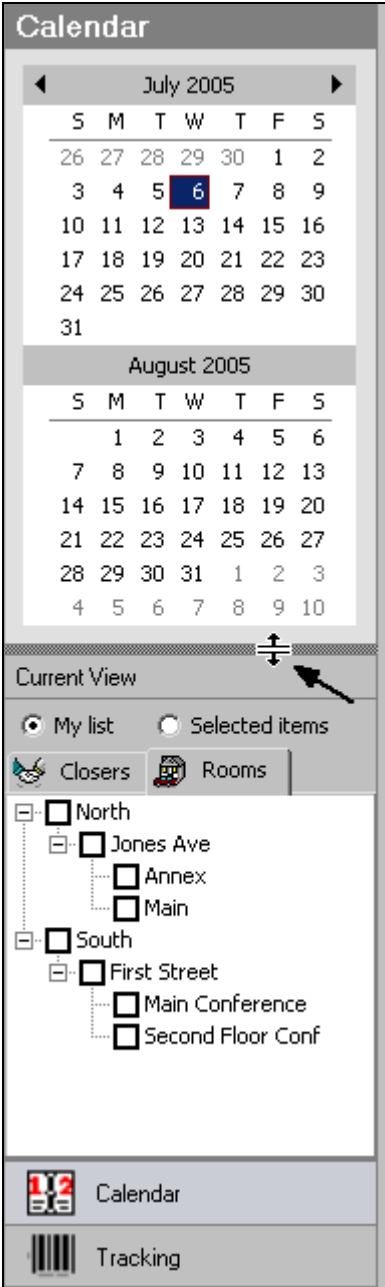 Calendar
July 2005
S M T W T F S
26 27 28 29 30 1 2
3 4 5 6 7 8 9
10 11 12 13 14 15 16
17 18 19 20 21 22 23
24 25 26 27 28 29 30
31
August 2005
S M T W T F S
1 2 3 4 5 6
7 8 9 10 11 12 13
14 15 16 17 18 19 20
21 22 23 24 25 26 27
28 29 30 31 1 2 3
4 5 6 7 8 9 10
Current View
My list Selected items
Closers Rooms
North
Jones Ave
Annex
Main
South
First Street
Main Conference
Second Floor Conf
12 Calendar
Tracking